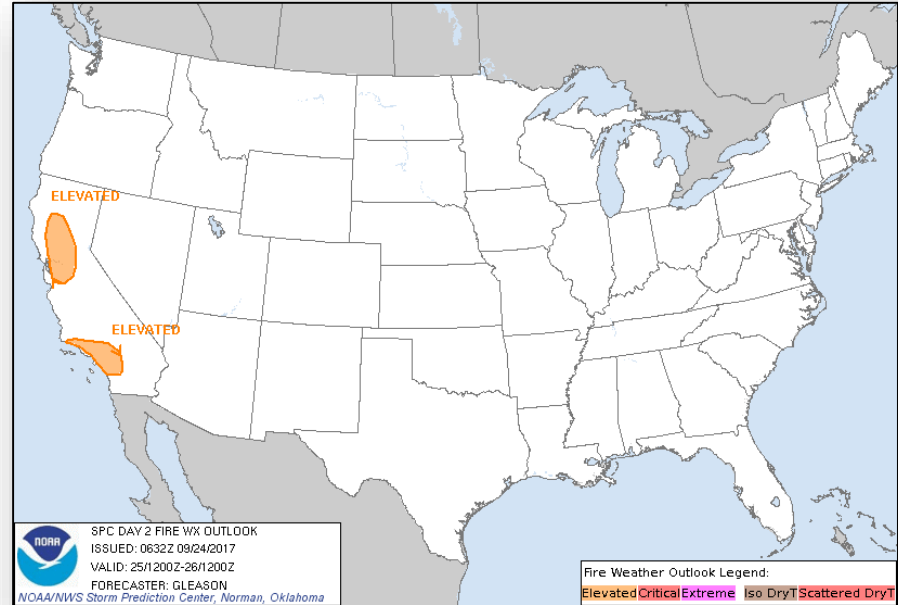 ELEVATED
ELEVATED
NOAA
SPC DAY 2 FIRE WX OUTLOOK
ISSUED: 0632Z 09/24/2017
VALID: 25/1200Z-26/1200Z
FORECASTER: GLEASON
NOAA/NWS Storm Prediction Center, Norman, Oklahoma
Fire Weather Outlook Legend:
Elevated Critical Extreme Iso DryT Scattered DryT